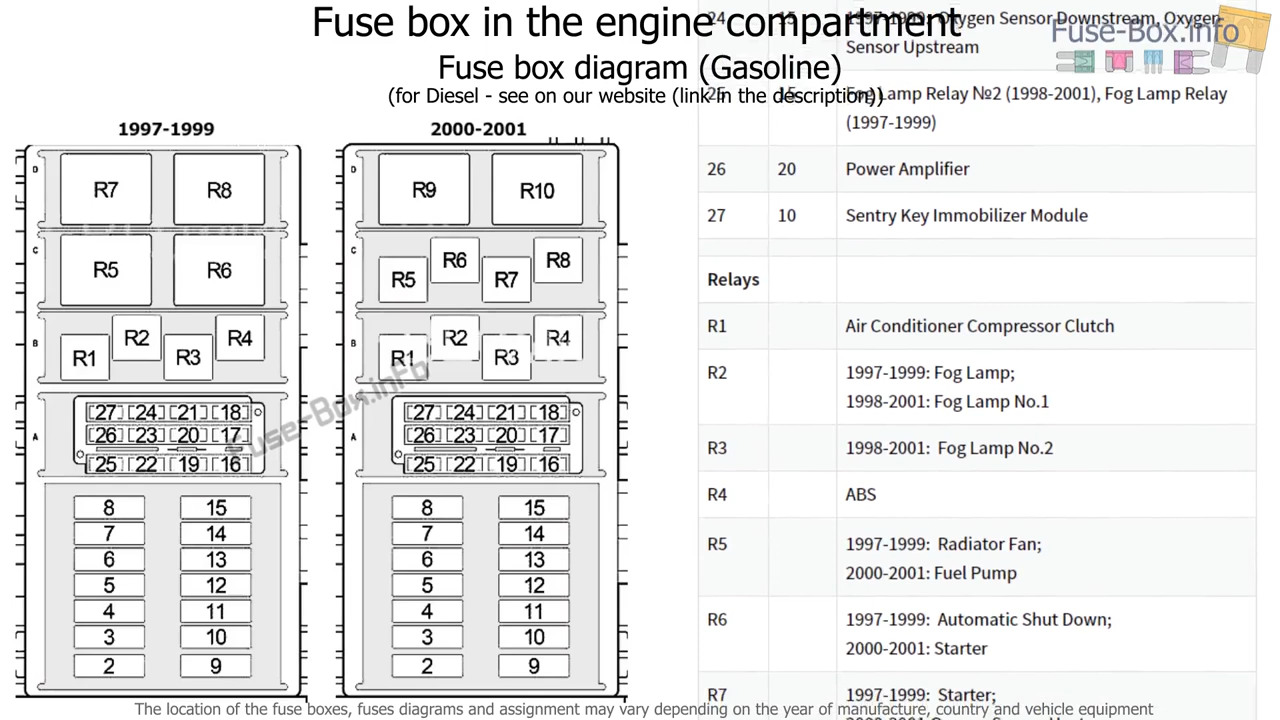 Fuse box in the engine compartment
Fuse box diagram (Gasoline)
(for Diesel - see on our website (link in the description))
Fuse-Box.info
1997-1999
D
R7 R8
C
R5 R6
B
R1 R2 R3 R4
A
27 24 21 18
26 23 20 17
25 22 19 16
8 15
7 14
6 13
5 12
4 11
3 10
2 9
2000-2001
D
R9 R10
C
R5 R6 R7 R8
B
R1 R2 R3 R4
A
27 24 21 18
26 23 20 17
25 22 19 16
8 15
7 14
6 13
5 12
4 11
3 10
2 9
Fuse-Box.inFo
24 15 1997-1999: Oxygen Sensor Downstream, Oxygen
Sensor Upstream
25 15 Fog Lamp Relay №2 (1998-2001), Fog Lamp Relay
(1997-1999)
26 20 Power Amplifier
27 10 Sentry Key Immobilizer Module
Relays
R1 Air Conditioner Compressor Clutch
R2 1997-1999: Fog Lamp;
1998-2001: Fog Lamp No.1
R3 1998-2001: Fog Lamp No.2
R4 ABS
R5 1997-1999: Radiator Fan;
2000-2001: Fuel Pump
R6 1997-1999: Automatic Shut Down;
2000-2001: Starter
R7 1997-1999: Starter;
The location of the fuse boxes, fuses diagrams and assignment may vary depending on the year of manufacture, country and vehicle equipment